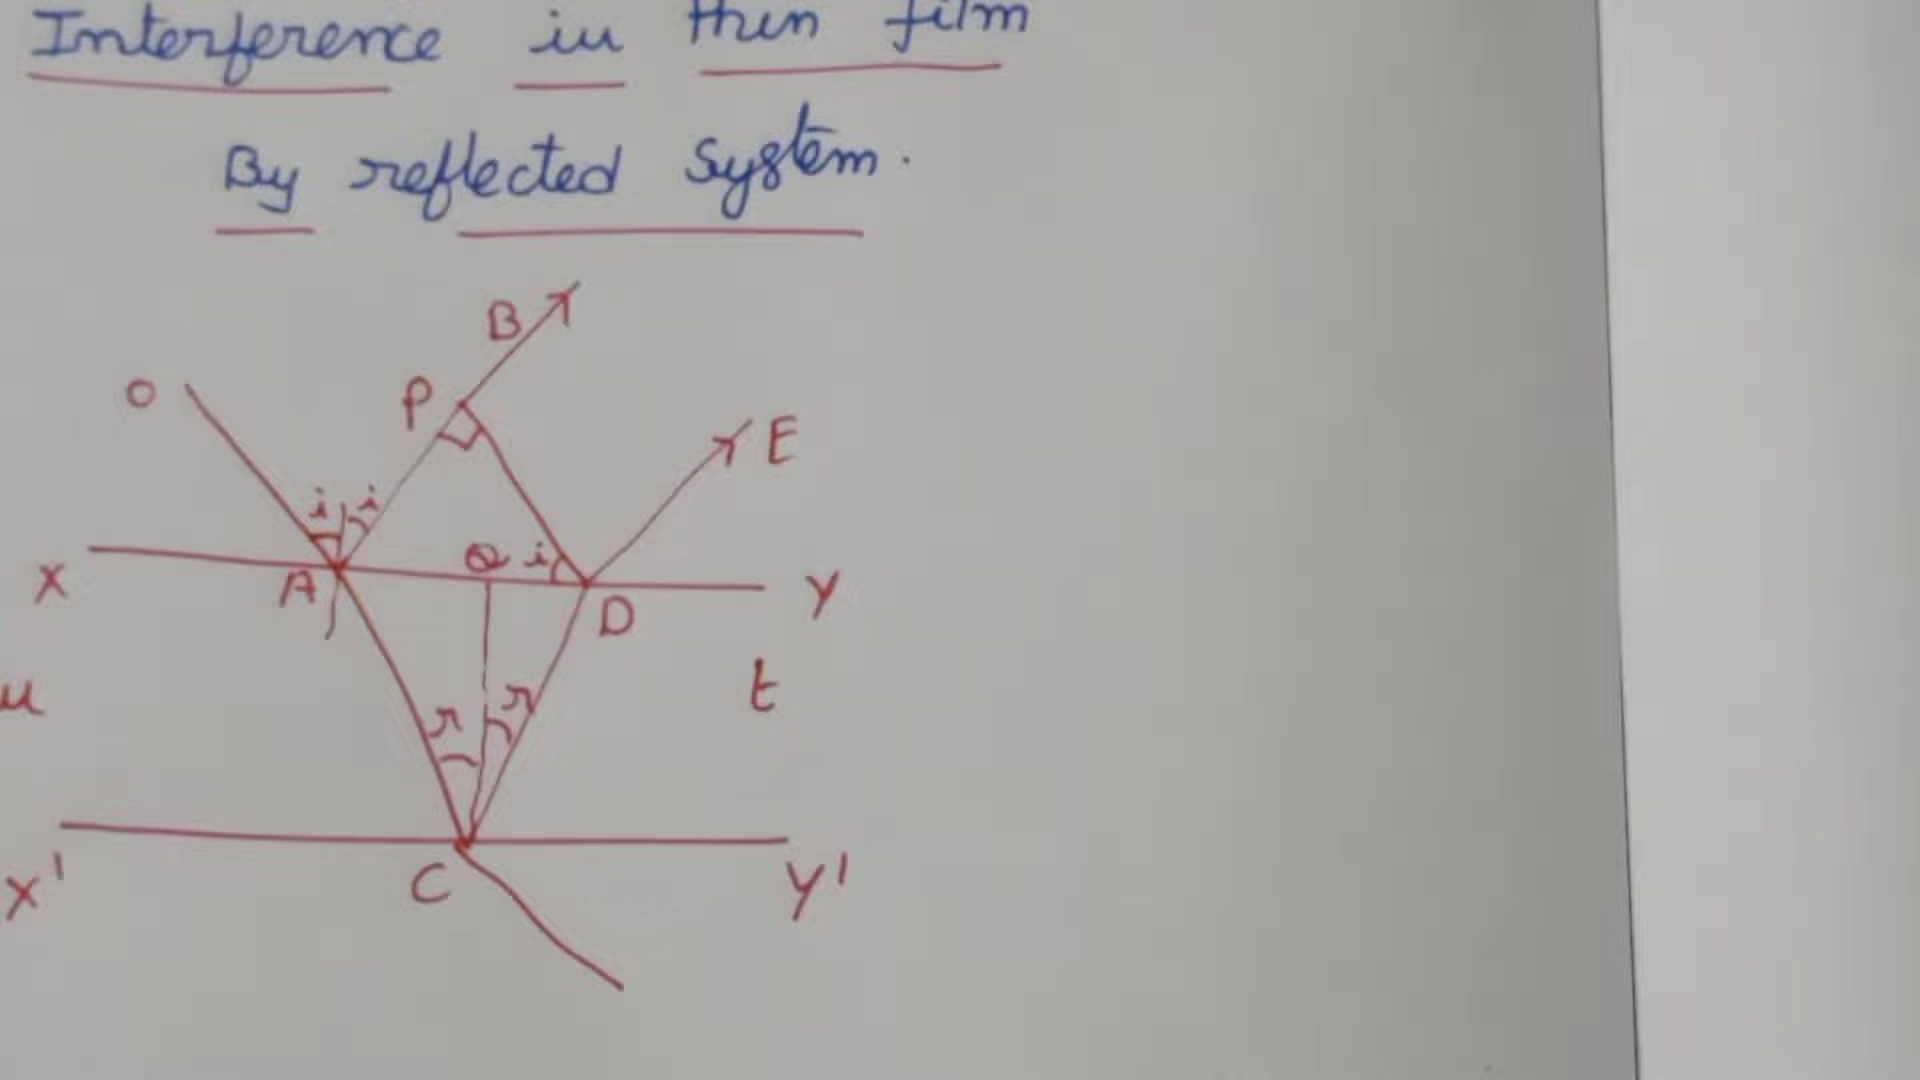 Interference in thin film
By reflected System.
B
P
O
E
i i
X A Q i D Y
u t
r r
X' C Y'